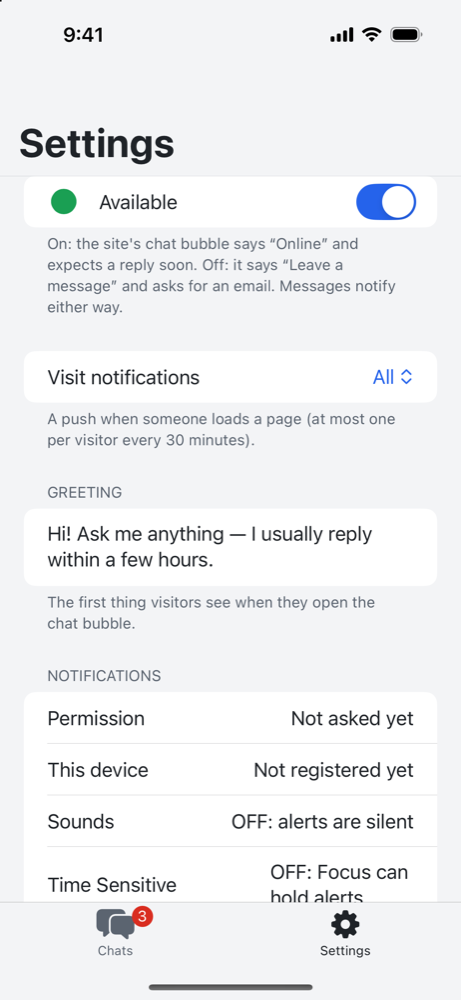 9:41
Settings
Available
On: the site's chat bubble says “Online” and
expects a reply soon. Off: it says “Leave a
message” and asks for an email. Messages notify
either way.
Visit notifications
All
A push when someone loads a page (at most one
per visitor every 30 minutes).
GREETING
Hi! Ask me anything — I usually reply
within a few hours.
The first thing visitors see when they open the
chat bubble.
NOTIFICATIONS
Permission
Not asked yet
This device
Not registered yet
Sounds
OFF: alerts are silent
Time Sensitive
OFF: Focus can
hold alerts
3
Chats
Settings